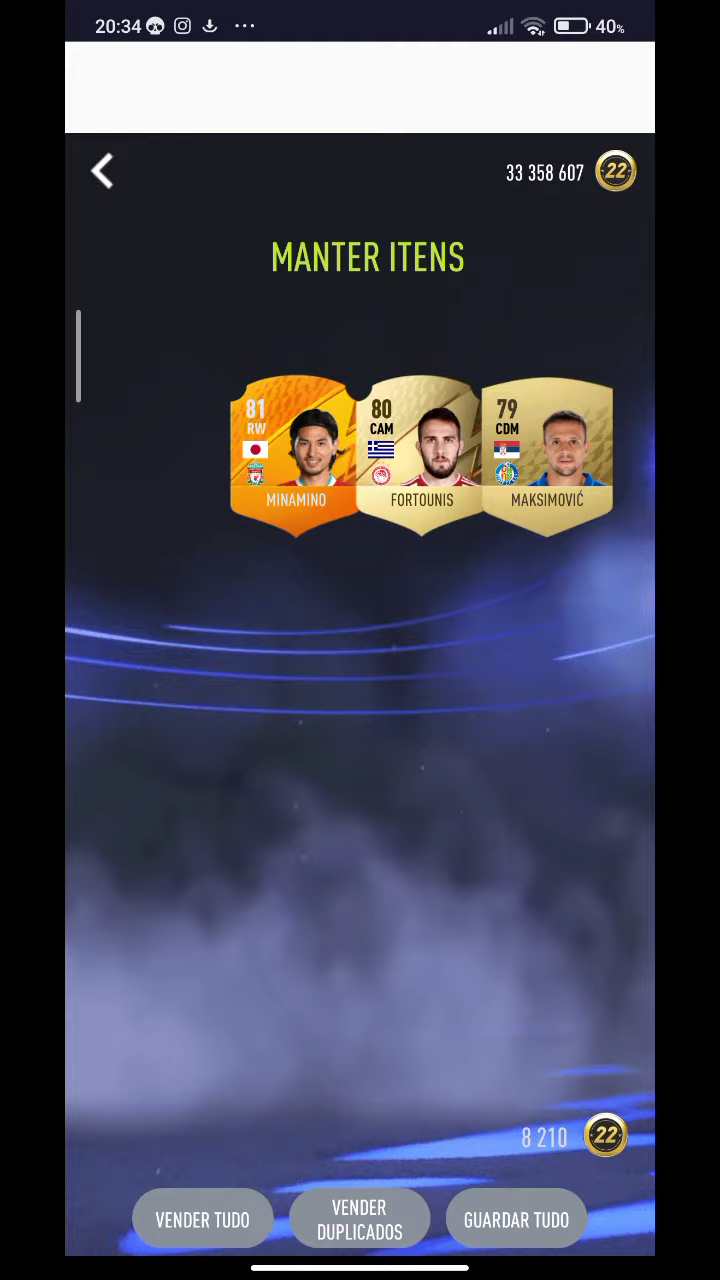 20:34
40%
33 358 607
22
MANTER ITENS
81
RW
MINAMINO
80
CAM
FORTOUNIS
79
CDM
MAKSIMOVIĆ
8 210
22
VENDER TUDO
VENDER
DUPLICADOS
GUARDAR TUDO